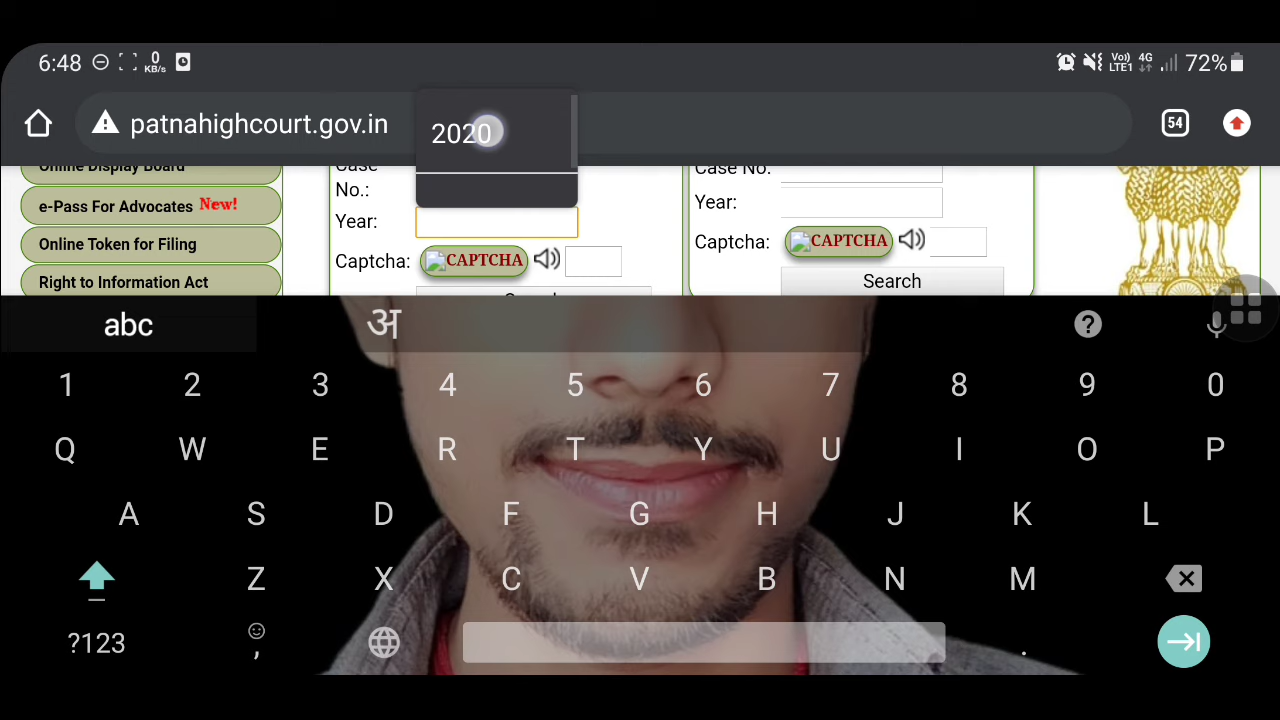 6:48 0 KB/s Vo)) LTE1 4G 72%
patnahighcourt.gov.in 54
2020
Online Display Board
e-Pass For Advocates New!
Online Token for Filing
Right to Information Act
Case
No.:
Year:
Captcha: CAPTCHA
Search
Case No:
Year:
Captcha: CAPTCHA
Search
abc अ ?
1 2 3 4 5 6 7 8 9 0
Q W E R T Y U I O P
A S D F G H J K L
Z X C V B N M
?123 , .